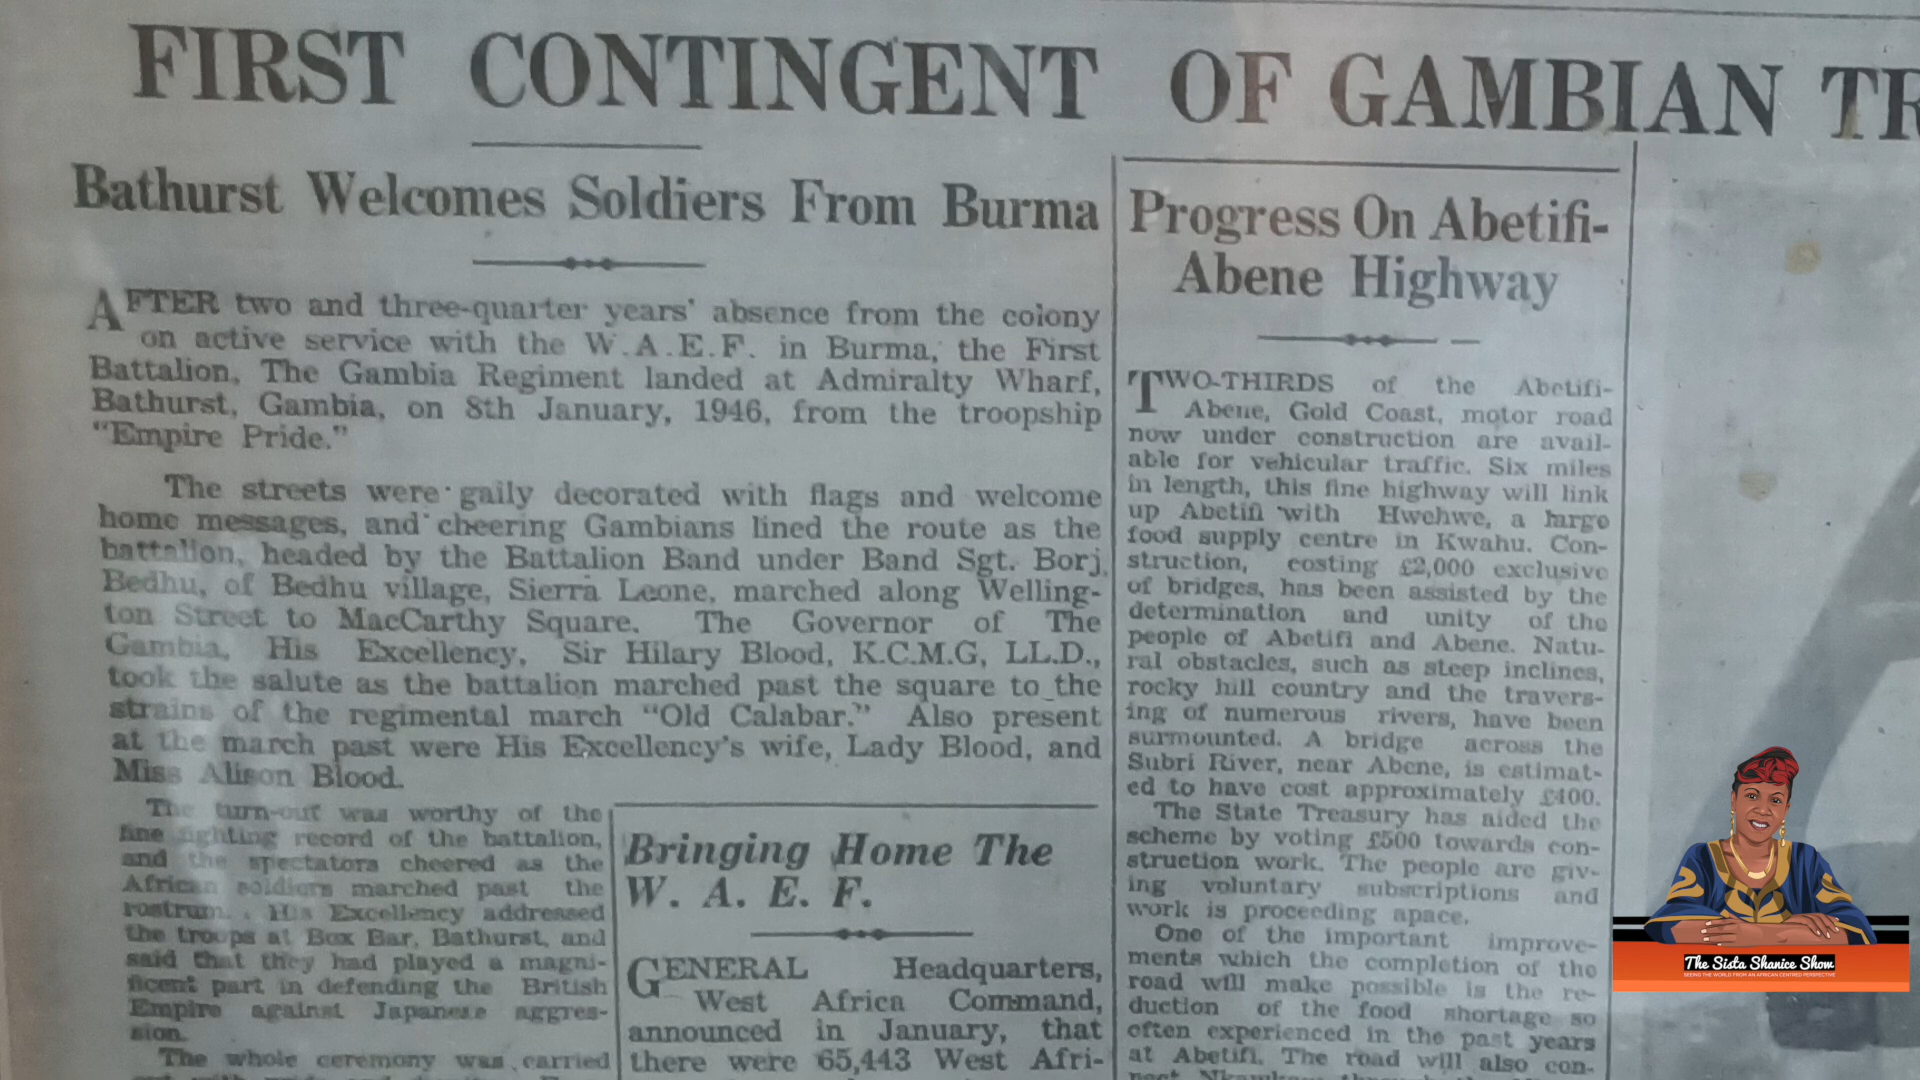 FIRST CONTINGENT OF GAMBIAN TR
Bathurst Welcomes Soldiers From Burma
AFTER two and three-quarter years' absence from the colony
on active service with the W.A.E.F. in Burma, the First
Battalion, The Gambia Regiment landed at Admiralty Wharf,
Bathurst, Gambia, on 8th January, 1946, from the troopship
"Empire Pride."
The streets were gaily decorated with flags and welcome
home messages, and cheering Gambians lined the route as the
battalion, headed by the Battalion Band under Band Sgt. Borj
Bedhu, of Bedhu village, Sierra Leone, marched along Welling-
ton Street to MacCarthy Square. The Governor of The
Gambia, His Excellency, Sir Hilary Blood, K.C.M.G, LL.D.,
took the salute as the battalion marched past the square to the
strains of the regimental march "Old Calabar." Also present
at the march past were His Excellency's wife, Lady Blood, and
Miss Alison Blood.
The turn-out was worthy of the
fine fighting record of the battalion,
and the spectators cheered as the
African soldiers marched past the
rostrum. His Excellency addressed
the troops at Box Bar, Bathurst, and
said that they had played a magni-
ficent part in defending the British
Empire against Japanese aggres-
sion.
The whole ceremony was carried
Bringing Home The
W. A. E. F.
GENERAL Headquarters,
West Africa Command,
announced in January, that
there were 65,443 West Afri-
Progress On Abetifi-
Abene Highway
TWO-THIRDS of the Abetifi-
Abene, Gold Coast, motor road
now under construction are avail-
able for vehicular traffic. Six miles
in length, this fine highway will link
up Abetifi with Hwehwe, a large
food supply centre in Kwahu. Con-
struction, costing £2,000 exclusive
of bridges, has been assisted by the
determination and unity of the
people of Abetifi and Abene. Natu-
ral obstacles, such as steep inclines,
rocky hill country and the travers-
ing of numerous rivers, have been
surmounted. A bridge across the
Subri River, near Abene, is estimat-
ed to have cost approximately £400.
The State Treasury has aided the
scheme by voting £500 towards con-
struction work. The people are giv-
ing voluntary subscriptions and
work is proceeding apace.
One of the important improve-
ments which the completion of the
road will make possible is the re-
duction of the food shortage so
often experienced in the past years
at Abetifi. The road will also con-
The Sista Shanice Show
SEEING THE WORLD FROM AN AFRICAN CENTRED PERSPECTIVE